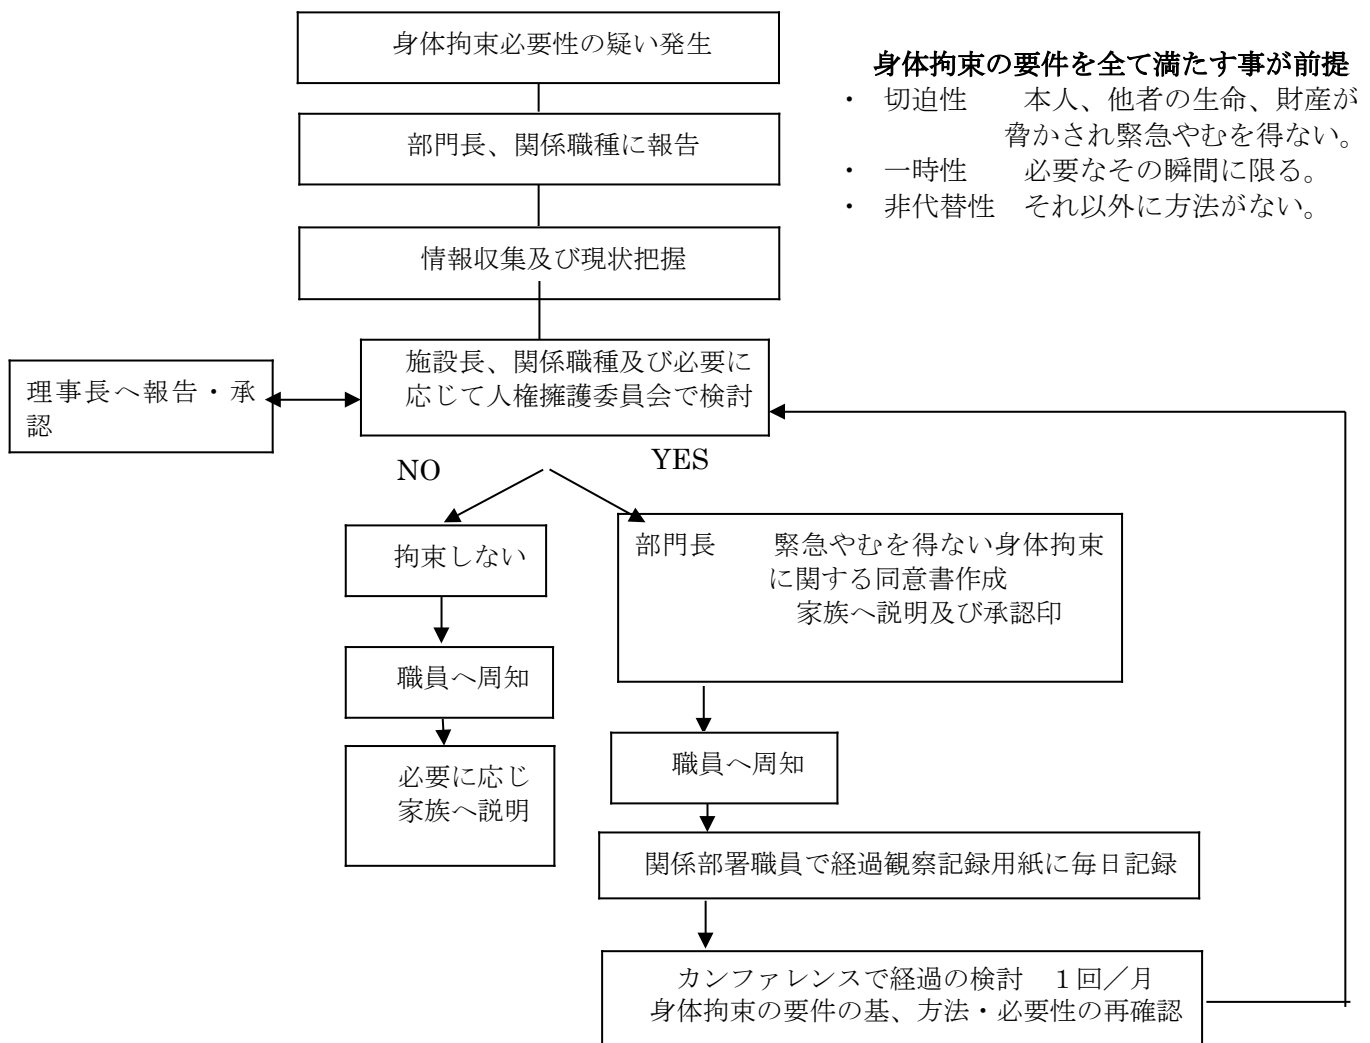 身体拘束必要性の疑い発生
身体拘束の要件を全て満たす事が前提
・ 切迫性　本人、他者の生命、財産が
脅かされ緊急やむを得ない。
・ 一時性　必要なその瞬間に限る。
・ 非代替性　それ以外に方法がない。
部門長、関係職種に報告
情報収集及び現状把握
施設長、関係職種及び必要に
応じて人権擁護委員会で検討
理事長へ報告・承
認
NO
YES
拘束しない
職員へ周知
必要に応じ
家族へ説明
部門長　緊急やむを得ない身体拘束
に関する同意書作成
家族へ説明及び承認印
職員へ周知
関係部署職員で経過観察記録用紙に毎日記録
カンファレンスで経過の検討　１回／月
身体拘束の要件の基、方法・必要性の再確認